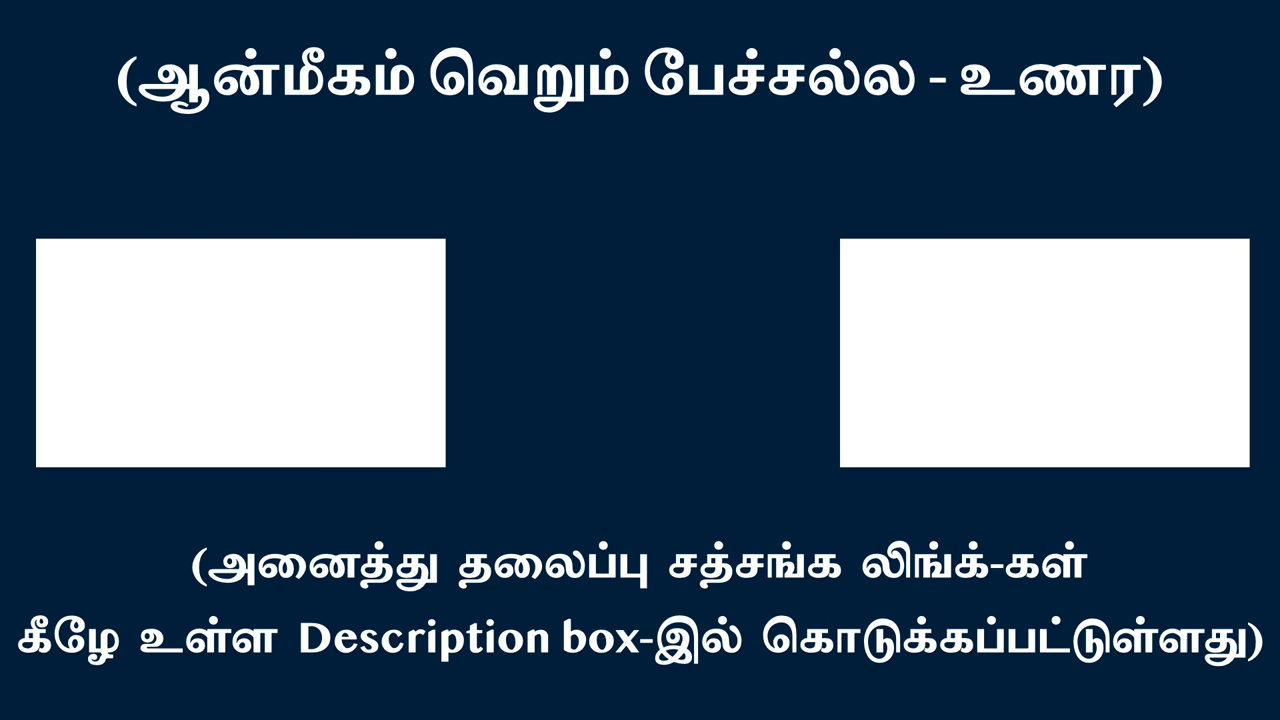 (ஆன்மீகம் வெறும் பேச்சல்ல - உணர)
(அனைத்து தலைப்பு சத்சங்க லிங்க்-கள்
கீழே உள்ள Description box-இல் கொடுக்கப்பட்டுள்ளது)